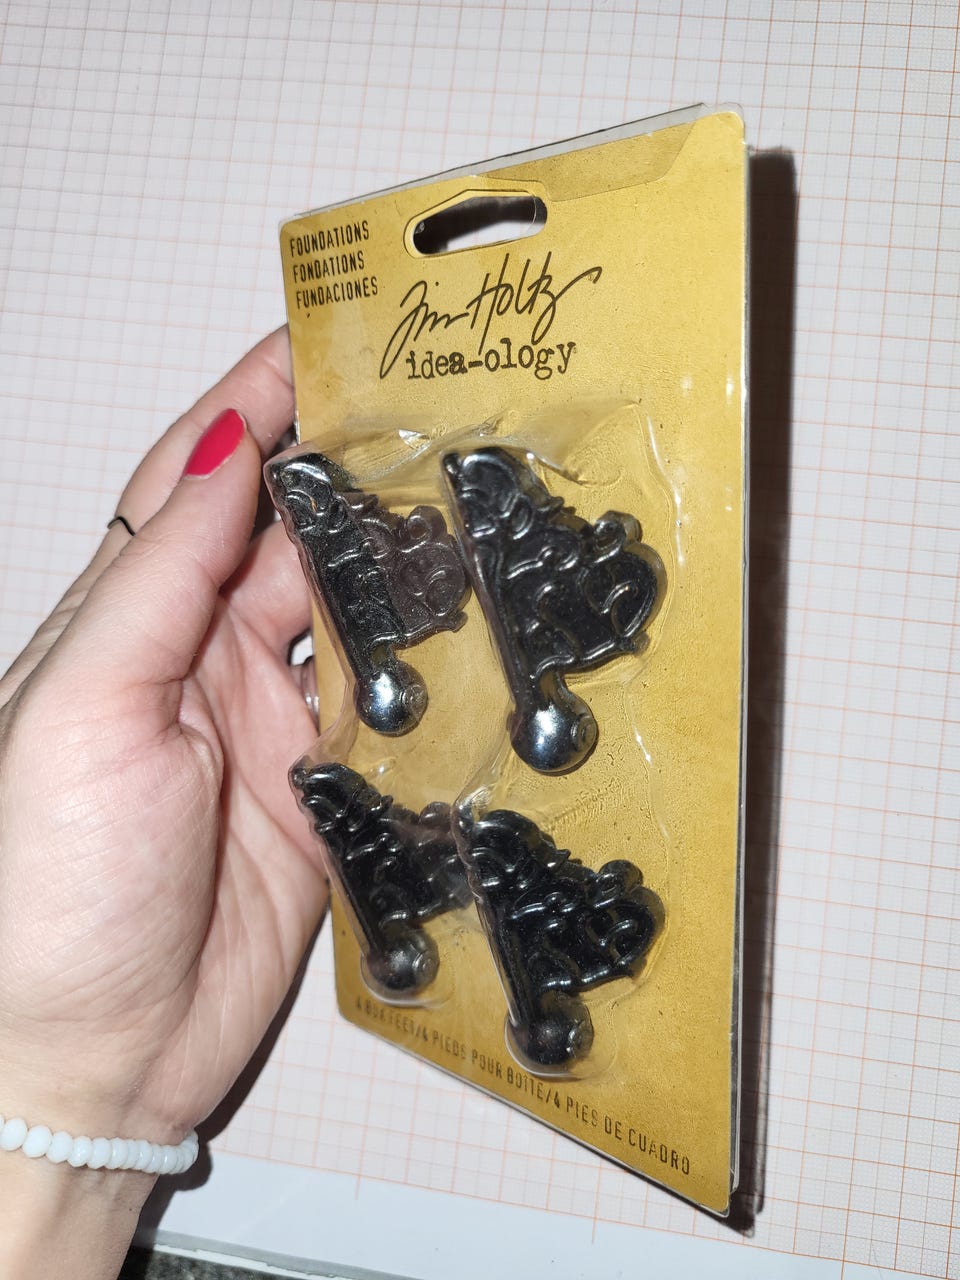 FOUNDATIONS
FONDATIONS
FUNDACIONES
Tim Holtz
idea-ology
4 BOX FEET/4 PIEDS POUR BOITE/4 PIES DE CUADRO